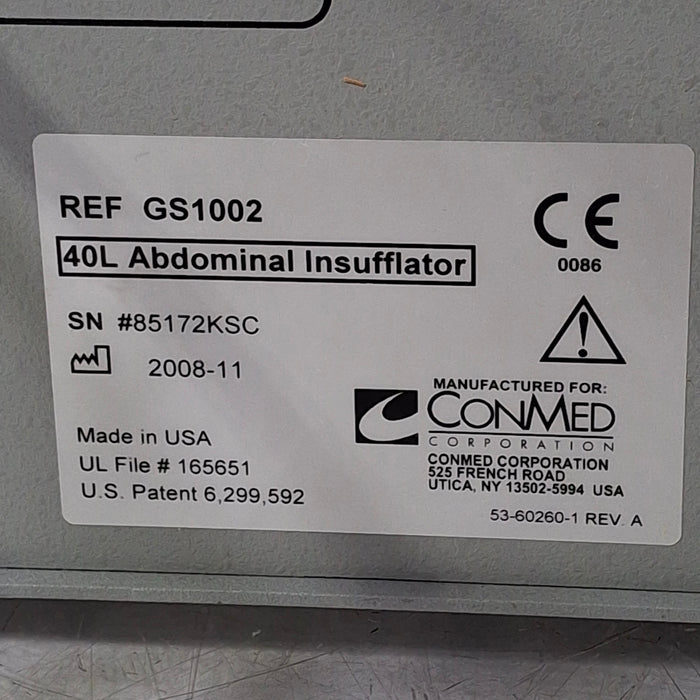 REF GS1002
40L Abdominal Insufflator
CE
0086
SN #85172KSC
2008-11
Made in USA
UL File # 165651
U.S. Patent 6,299,592
MANUFACTURED FOR:
CONMED
CORPORATION
CONMED CORPORATION
525 FRENCH ROAD
UTICA, NY 13502-5994 USA
53-60260-1 REV. A